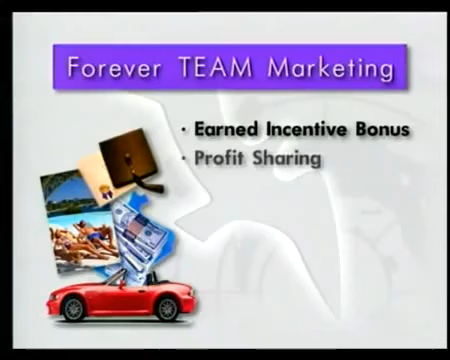 Forever TEAM Marketing
· Earned Incentive Bonus
· Profit Sharing